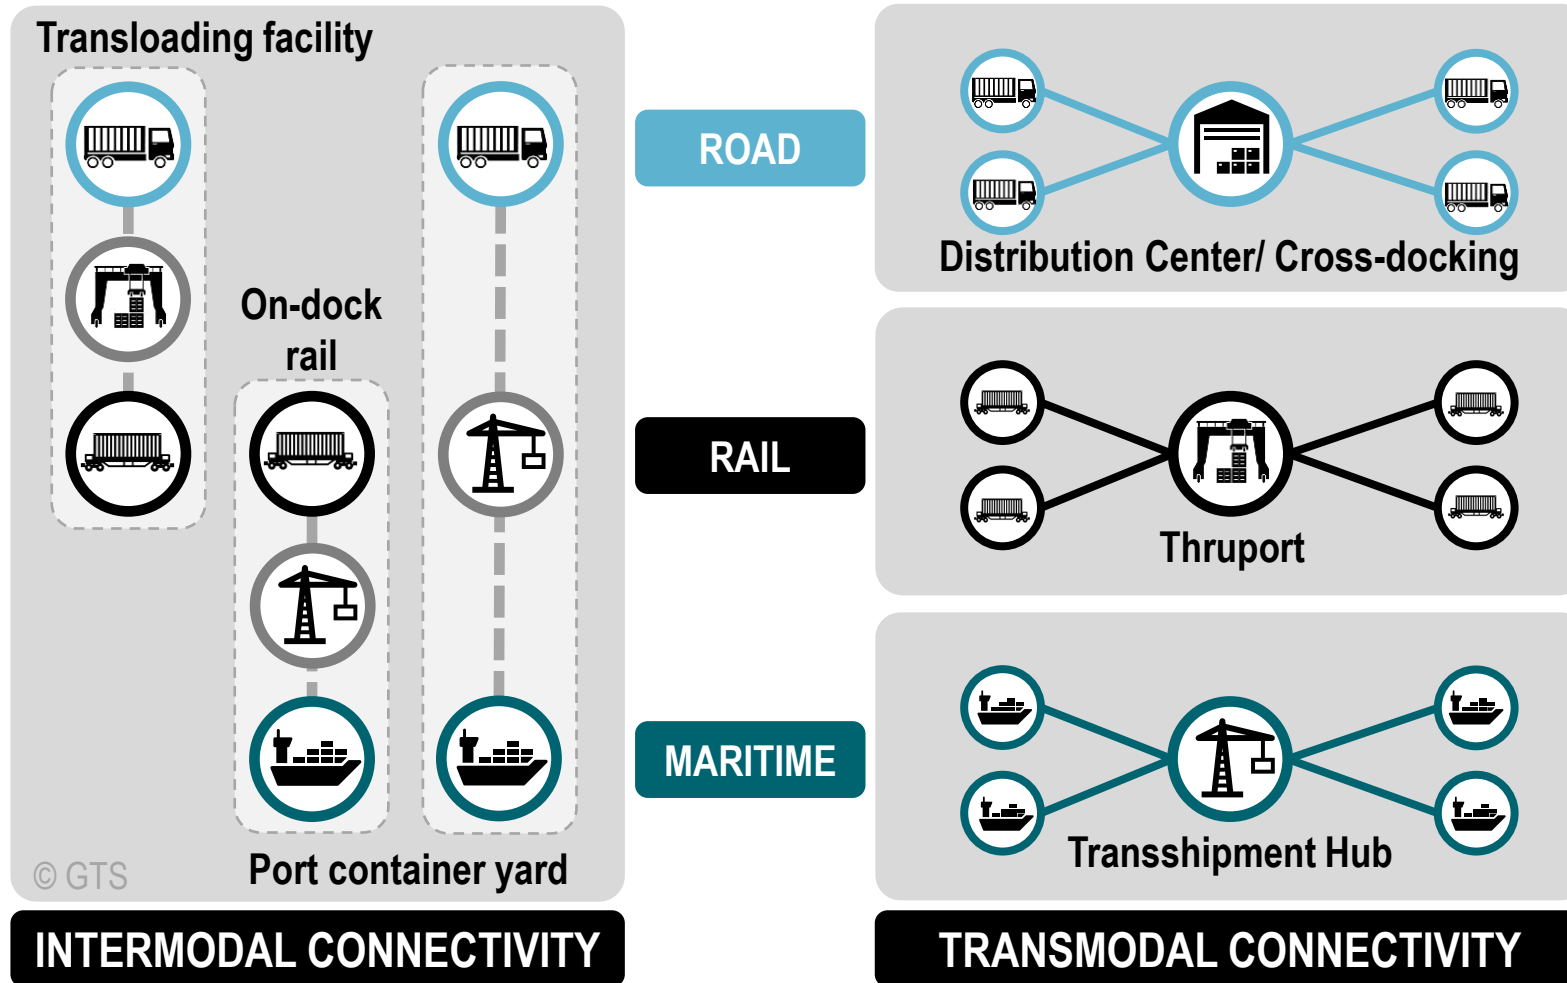 Transloading facility
On-dock
rail
Port container yard
© GTS
INTERMODAL CONNECTIVITY
ROAD
RAIL
MARITIME
Distribution Center/ Cross-docking
Thruport
Transshipment Hub
TRANSMODAL CONNECTIVITY